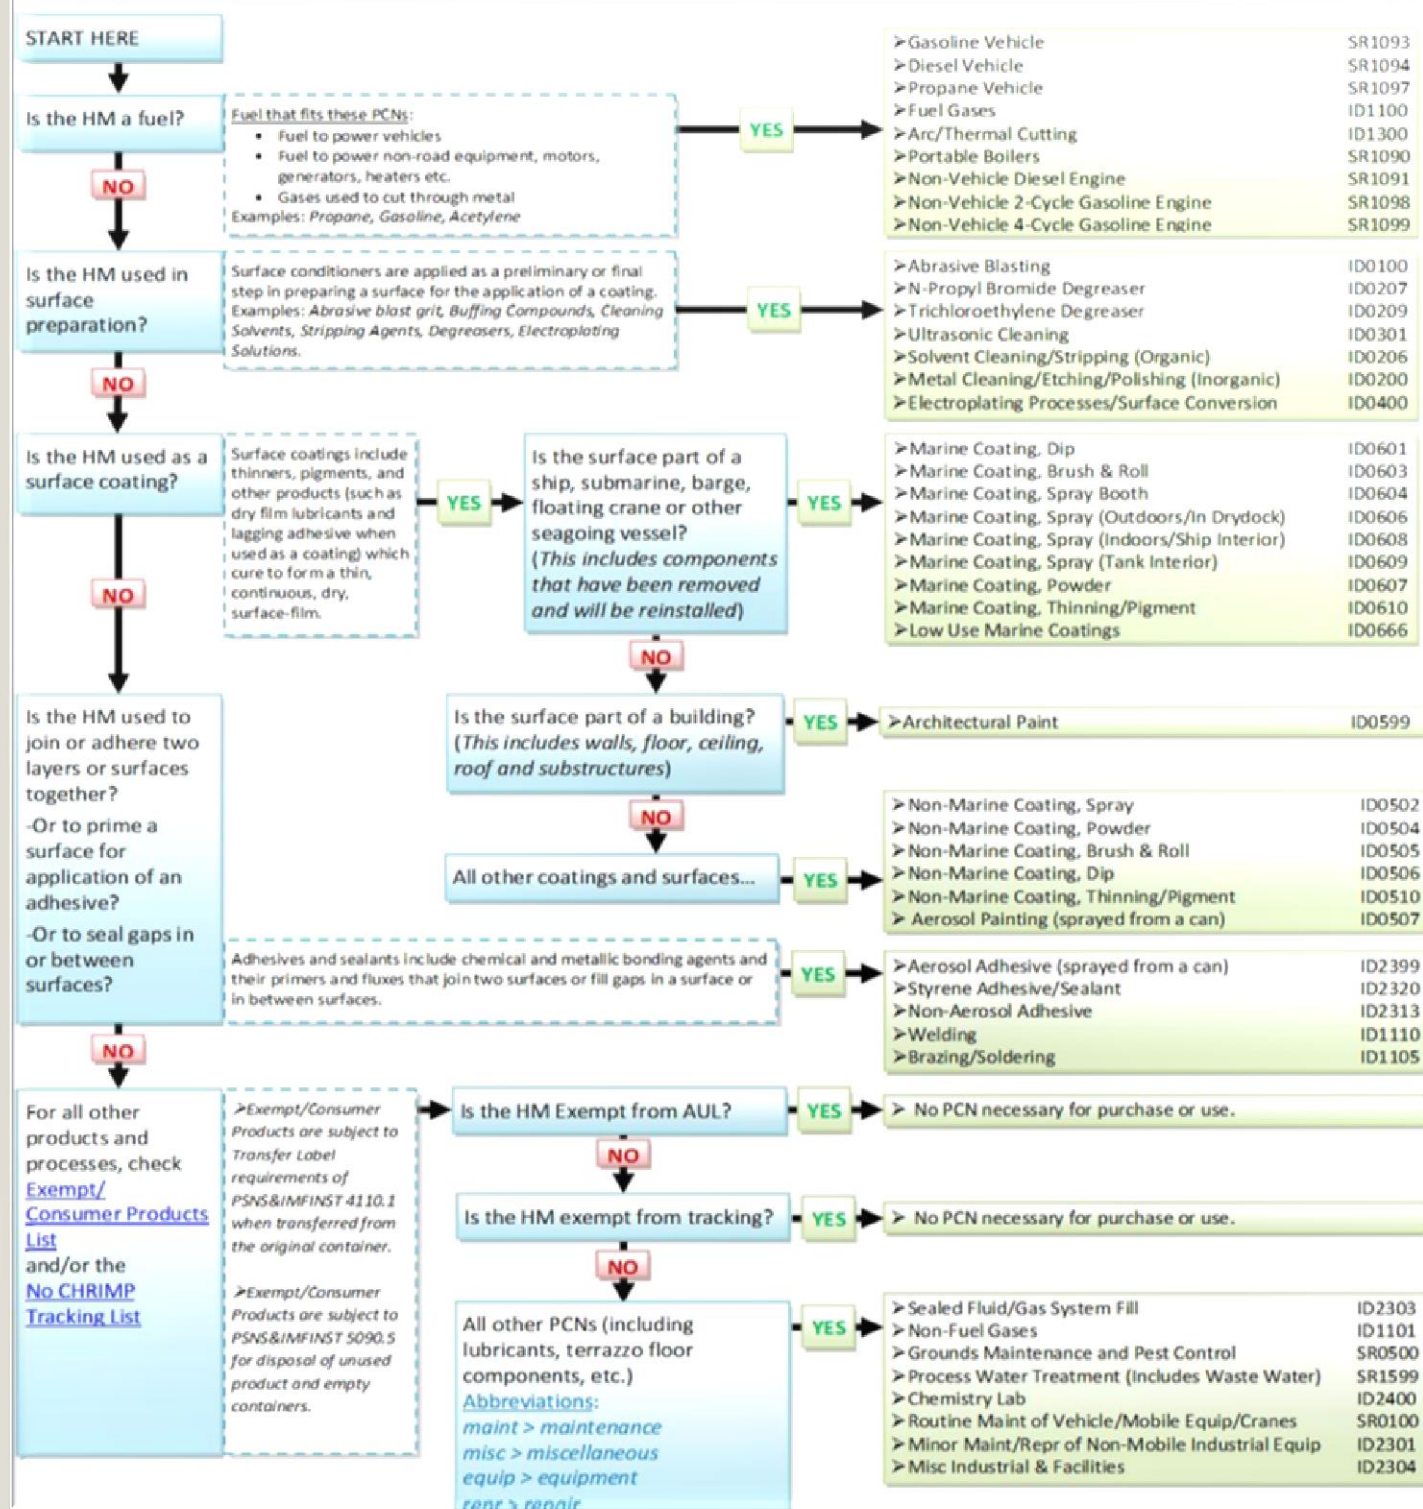 START HERE
Is the HM a fuel?
Fuel that fits these PCNs:
• Fuel to power vehicles
• Fuel to power non-road equipment, motors,
generators, heaters etc.
• Gases used to cut through metal
Examples: Propane, Gasoline, Acetylene
YES
➢Gasoline Vehicle SR1093
➢Diesel Vehicle SR1094
➢Propane Vehicle SR1097
➢Fuel Gases ID1100
➢Arc/Thermal Cutting ID1300
➢Portable Boilers SR1090
➢Non-Vehicle Diesel Engine SR1091
➢Non-Vehicle 2-Cycle Gasoline Engine SR1098
➢Non-Vehicle 4-Cycle Gasoline Engine SR1099
NO
Is the HM used in
surface
preparation?
Surface conditioners are applied as a preliminary or final
step in preparing a surface for the application of a coating.
Examples: Abrasive blast grit, Buffing Compounds, Cleaning
Solvents, Stripping Agents, Degreasers, Electroplating
Solutions.
YES
➢Abrasive Blasting ID0100
➢N-Propyl Bromide Degreaser ID0207
➢Trichloroethylene Degreaser ID0209
➢Ultrasonic Cleaning ID0301
➢Solvent Cleaning/Stripping (Organic) ID0206
➢Metal Cleaning/Etching/Polishing (Inorganic) ID0200
➢Electroplating Processes/Surface Conversion ID0400
NO
Is the HM used as a
surface coating?
Surface coatings include
thinners, pigments, and
other products (such as
dry film lubricants and
lagging adhesive when
used as a coating) which
cure to form a thin,
continuous, dry,
surface-film.
YES
Is the surface part of a
ship, submarine, barge,
floating crane or other
seagoing vessel?
(This includes components
that have been removed
and will be reinstalled)
YES
➢Marine Coating, Dip ID0601
➢Marine Coating, Brush & Roll ID0603
➢Marine Coating, Spray Booth ID0604
➢Marine Coating, Spray (Outdoors/In Drydock) ID0606
➢Marine Coating, Spray (Indoors/Ship Interior) ID0608
➢Marine Coating, Spray (Tank Interior) ID0609
➢Marine Coating, Powder ID0607
➢Marine Coating, Thinning/Pigment ID0610
➢Low Use Marine Coatings ID0666
NO
NO
Is the surface part of a building?
(This includes walls, floor, ceiling,
roof and substructures)
YES
➢Architectural Paint ID0599
NO
All other coatings and surfaces...
YES
➢Non-Marine Coating, Spray ID0502
➢Non-Marine Coating, Powder ID0504
➢Non-Marine Coating, Brush & Roll ID0505
➢Non-Marine Coating, Dip ID0506
➢Non-Marine Coating, Thinning/Pigment ID0510
➢ Aerosol Painting (sprayed from a can) ID0507
Is the HM used to
join or adhere two
layers or surfaces
together?
-Or to prime a
surface for
application of an
adhesive?
-Or to seal gaps in
or between
surfaces?
Adhesives and sealants include chemical and metallic bonding agents and
their primers and fluxes that join two surfaces or fill gaps in a surface or
in between surfaces.
YES
➢Aerosol Adhesive (sprayed from a can) ID2399
➢Styrene Adhesive/Sealant ID2320
➢Non-Aerosol Adhesive ID2313
➢Welding ID1110
➢Brazing/Soldering ID1105
NO
For all other
products and
processes, check
Exempt/
Consumer Products
List
and/or the
No CHRIMP
Tracking List
➢Exempt/Consumer
Products are subject to
Transfer Label
requirements of
PSNS&IMFINST 4110.1
when transferred from
the original container.
➢Exempt/Consumer
Products are subject to
PSNS&IMFINST 5090.5
for disposal of unused
product and empty
containers.
Is the HM Exempt from AUL?
YES
➢ No PCN necessary for purchase or use.
NO
Is the HM exempt from tracking?
YES
➢ No PCN necessary for purchase or use.
NO
All other PCNs (including
lubricants, terrazzo floor
components, etc.)
Abbreviations:
maint > maintenance
misc > miscellaneous
equip > equipment
repr > repair
YES
➢Sealed Fluid/Gas System Fill ID2303
➢Non-Fuel Gases ID1101
➢Grounds Maintenance and Pest Control SR0500
➢Process Water Treatment (Includes Waste Water) SR1599
➢Chemistry Lab ID2400
➢Routine Maint of Vehicle/Mobile Equip/Cranes SR0100
➢Minor Maint/Repr of Non-Mobile Industrial Equip ID2301
➢Misc Industrial & Facilities ID2304